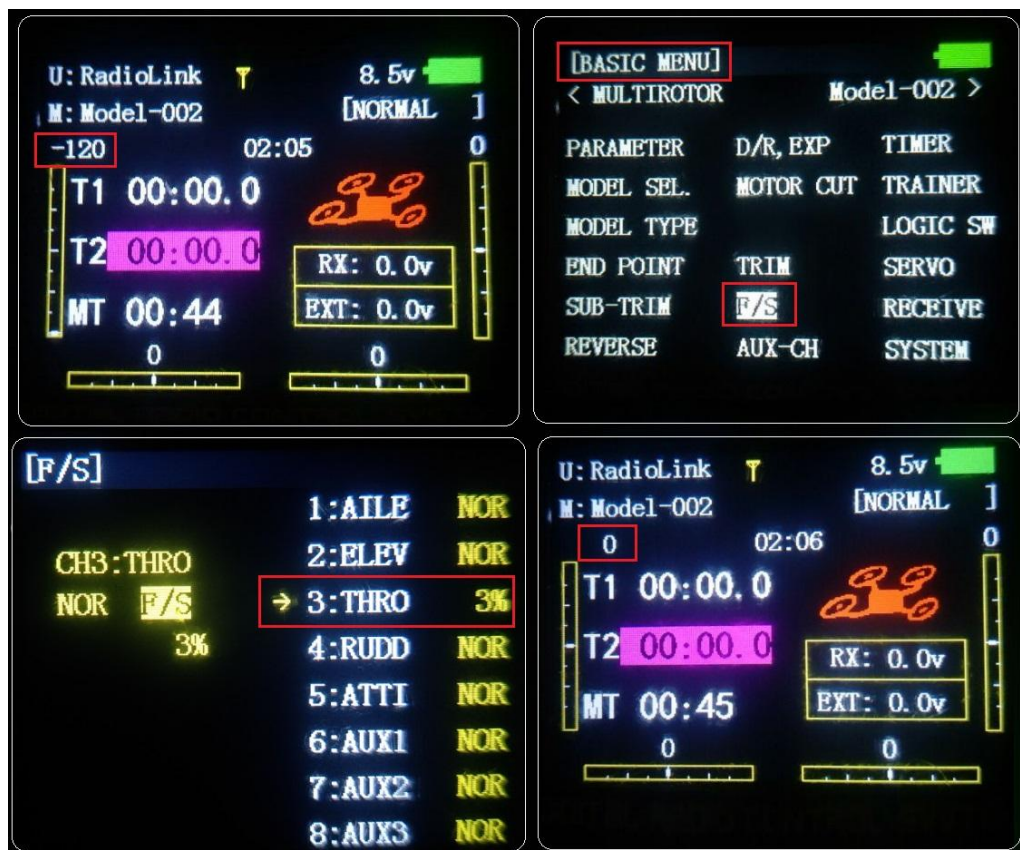 U:RadioLink 8.5v
M:Model-002 [NORMAL ]
-120 02:05 0
T1 00:00.0
T2 00:00.0
RX: 0.0v
MT 00:44
EXT: 0.0v
0 0
[BASIC MENU]
< MULTIROTOR Model-002 >
PARAMETER D/R,EXP TIMER
MODEL SEL. MOTOR CUT TRAINER
MODEL TYPE LOGIC SW
END POINT TRIM SERVO
SUB-TRIM F/S RECEIVE
REVERSE AUX-CH SYSTEM
[F/S]
CH3:THRO
NOR F/S
3%
1:AILE NOR
2:ELEV NOR
→ 3:THRO 3%
4:RUDD NOR
5:ATTI NOR
6:AUX1 NOR
7:AUX2 NOR
8:AUX3 NOR
U:RadioLink 8.5v
M:Model-002 [NORMAL ]
0 02:06 0
T1 00:00.0
T2 00:00.0
RX: 0.0v
MT 00:45
EXT: 0.0v
0 0